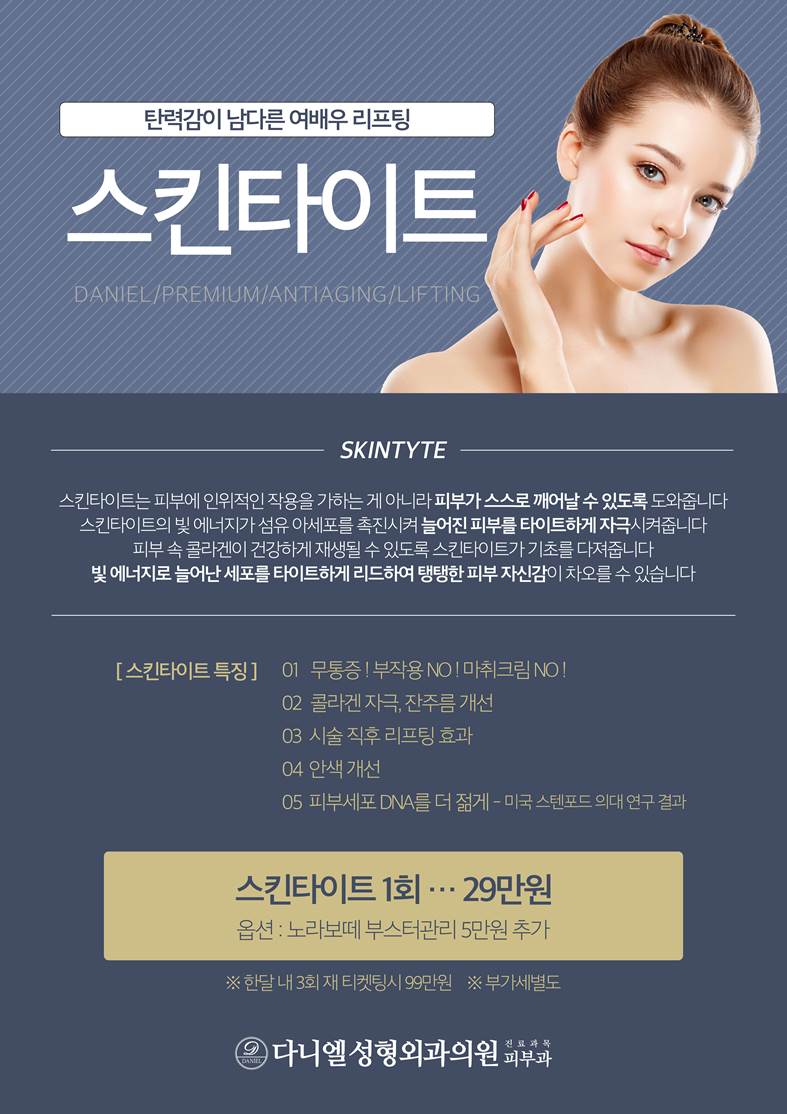 탄력감이 남다른 여배우 리프팅
스킨타이트
DANIEL/PREMIUM/ANTIAGING/LIFTING
SKINTYTE
스킨타이트는 피부에 인위적인 작용을 가하는 게 아니라 피부가 스스로 깨어날 수 있도록 도와줍니다
스킨타이트의 빛 에너지가 섬유 아세포를 촉진시켜 늘어진 피부를 타이트하게 자극시켜줍니다
피부 속 콜라겐이 건강하게 재생될 수 있도록 스킨타이트가 기초를 다져줍니다
빛 에너지로 늘어난 세포를 타이트하게 리드하여 탱탱한 피부 자신감이 차오를 수 있습니다
[ 스킨타이트 특징 ] 01 무통증 ! 부작용 NO ! 마취크림 NO !
02 콜라겐 자극, 잔주름 개선
03 시술 직후 리프팅 효과
04 안색 개선
05 피부세포 DNA를 더 젊게 - 미국 스텐포드 의대 연구 결과
스킨타이트 1회 … 29만원
옵션 : 노라보떼 부스터관리 5만원 추가
※ 한달 내 3회 재 티켓팅시 99만원 ※ 부가세별도
DANIEL 다니엘성형외과의원 진료과목 피부과